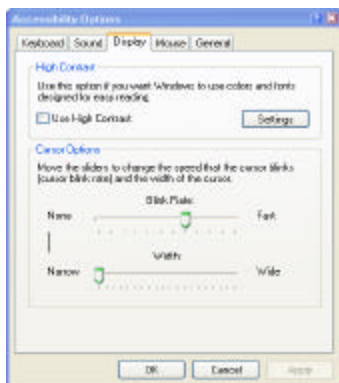 Accessibility Options
Keyboard Sound Display Mouse General
High Contrast
Use this option if you want Windows to use colors and fonts
designed for easy reading.
Use High Contrast Settings
Cursor Options
Move the sliders to change the speed that the cursor blinks
(cursor blink rate) and the width of the cursor.
Blink Rate:
None Fast
Width:
Narrow Wide
OK Cancel Apply